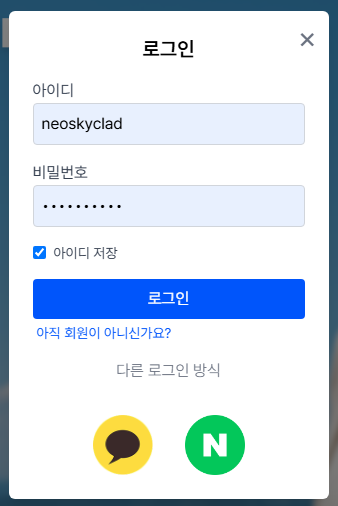 로그인
아이디
neoskyclad
비밀번호
••••••••••
아이디 저장
로그인
아직 회원이 아니신가요?
다른 로그인 방식
N